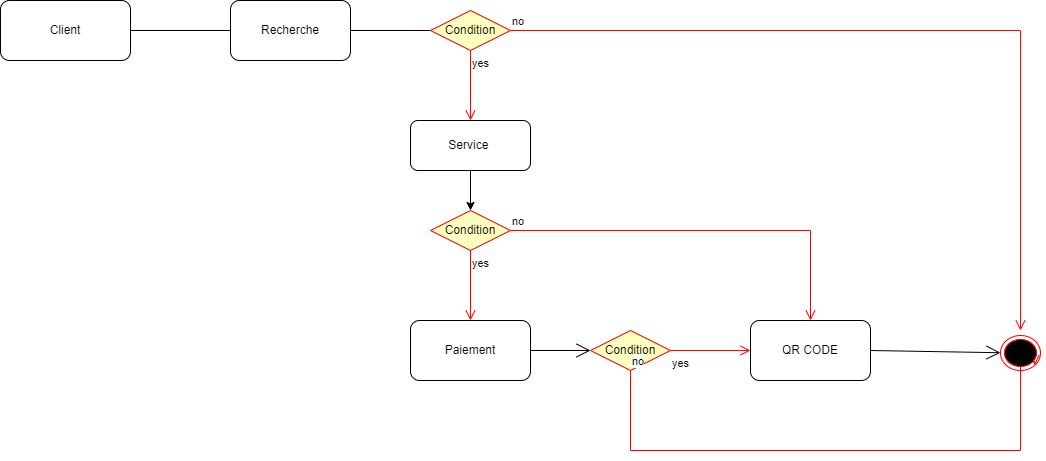 Client
Recherche
Condition
no
yes
Service
Condition
no
yes
Paiement
Condition
no
yes
QR CODE